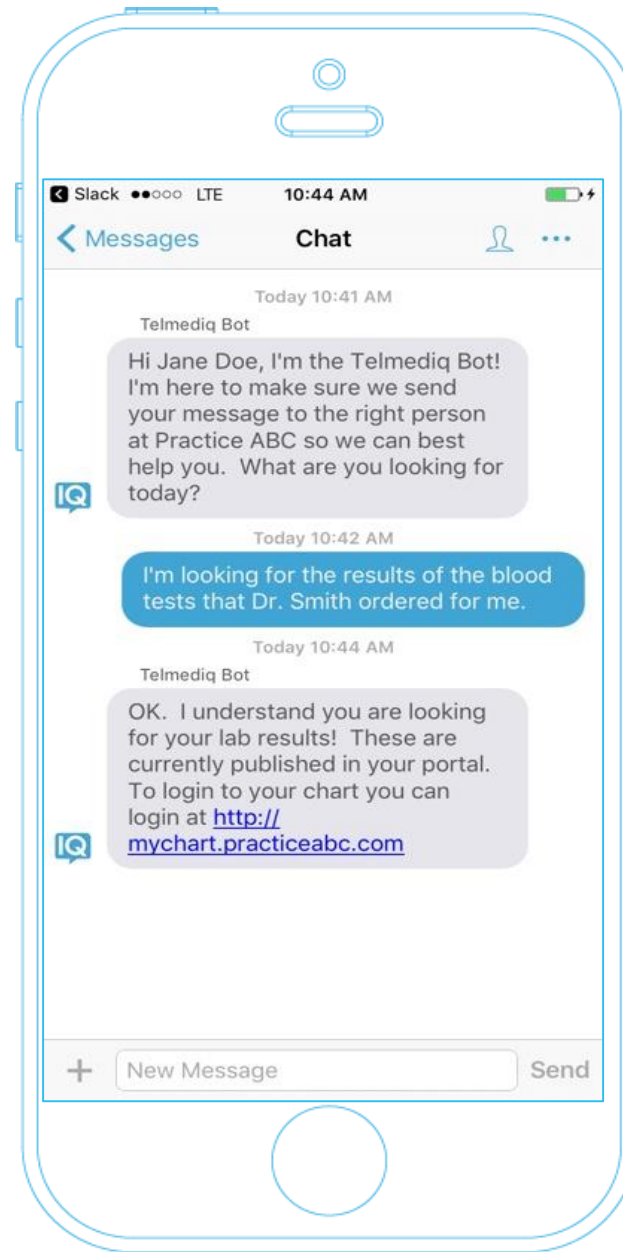 Slack LTE 10:44 AM
Messages Chat
Today 10:41 AM
Telmediq Bot
Hi Jane Doe, I'm the Telmediq Bot!
I'm here to make sure we send
your message to the right person
at Practice ABC so we can best
help you.  What are you looking for
today?
IQ
Today 10:42 AM
I'm looking for the results of the blood
tests that Dr. Smith ordered for me.
Today 10:44 AM
Telmediq Bot
OK.  I understand you are looking
for your lab results!  These are
currently published in your portal.
To login to your chart you can
login at http://
mychart.practiceabc.com
IQ
New Message Send